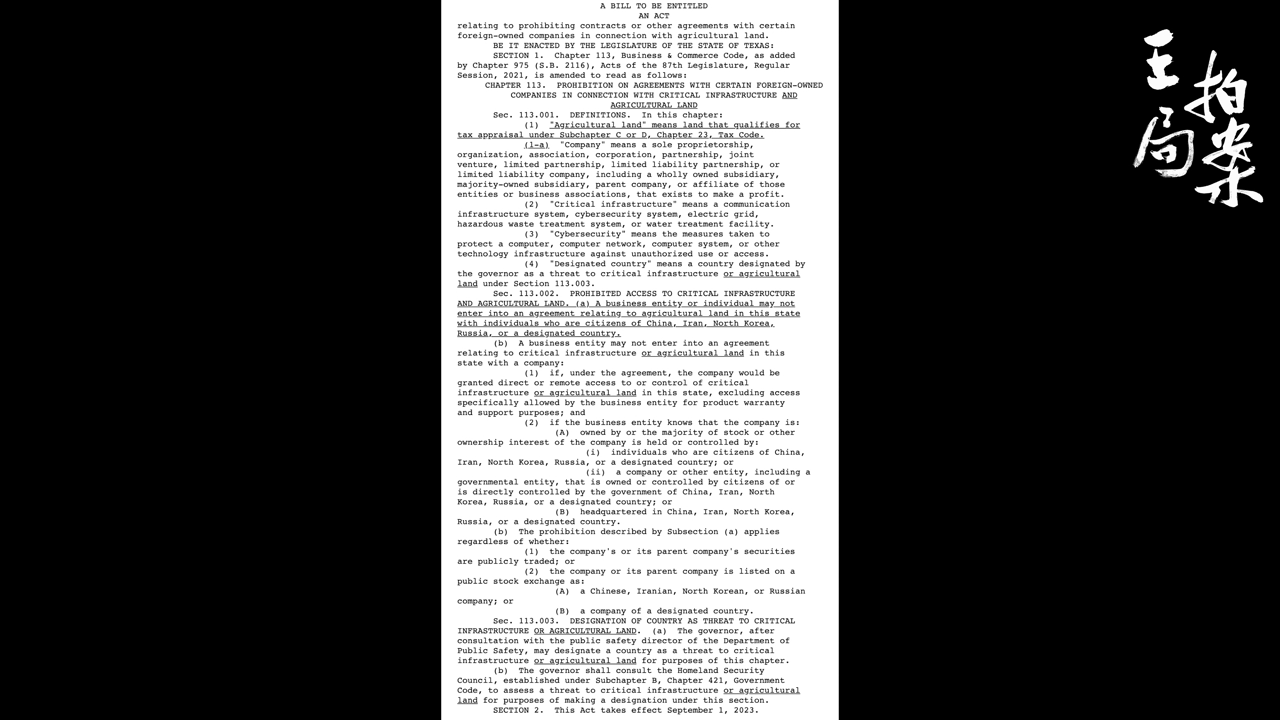 A BILL TO BE ENTITLED
AN ACT
relating to prohibiting contracts or other agreements with certain
foreign-owned companies in connection with agricultural land.
BE IT ENACTED BY THE LEGISLATURE OF THE STATE OF TEXAS:
SECTION 1.  Chapter 113, Business & Commerce Code, as added
by Chapter 975 (S.B. 2116), Acts of the 87th Legislature, Regular
Session, 2021, is amended to read as follows:
CHAPTER 113.  PROHIBITION ON AGREEMENTS WITH CERTAIN FOREIGN-OWNED
COMPANIES IN CONNECTION WITH CRITICAL INFRASTRUCTURE AND
AGRICULTURAL LAND
Sec. 113.001.  DEFINITIONS.  In this chapter:
(1)  "Agricultural land" means land that qualifies for
tax appraisal under Subchapter C or D, Chapter 23, Tax Code.
(1-a)  "Company" means a sole proprietorship,
organization, association, corporation, partnership, joint
venture, limited partnership, limited liability partnership, or
limited liability company, including a wholly owned subsidiary,
majority-owned subsidiary, parent company, or affiliate of those
entities or business associations, that exists to make a profit.
(2)  "Critical infrastructure" means a communication
infrastructure system, cybersecurity system, electric grid,
hazardous waste treatment system, or water treatment facility.
(3)  "Cybersecurity" means the measures taken to
protect a computer, computer network, computer system, or other
technology infrastructure against unauthorized use or access.
(4)  "Designated country" means a country designated by
the governor as a threat to critical infrastructure or agricultural
land under Section 113.003.
Sec. 113.002.  PROHIBITED ACCESS TO CRITICAL INFRASTRUCTURE
AND AGRICULTURAL LAND. (a) A business entity or individual may not
enter into an agreement relating to agricultural land in this state
with individuals who are citizens of China, Iran, North Korea,
Russia, or a designated country.
(b)  A business entity may not enter into an agreement
relating to critical infrastructure or agricultural land in this
state with a company:
(1)  if, under the agreement, the company would be
granted direct or remote access to or control of critical
infrastructure or agricultural land in this state, excluding access
specifically allowed by the business entity for product warranty
and support purposes; and
(2)  if the business entity knows that the company is:
(A)  owned by or the majority of stock or other
ownership interest of the company is held or controlled by:
(i)  individuals who are citizens of China,
Iran, North Korea, Russia, or a designated country; or
(ii)  a company or other entity, including a
governmental entity, that is owned or controlled by citizens of or
is directly controlled by the government of China, Iran, North
Korea, Russia, or a designated country; or
(B)  headquartered in China, Iran, North Korea,
Russia, or a designated country.
(b)  The prohibition described by Subsection (a) applies
regardless of whether:
(1)  the company's or its parent company's securities
are publicly traded; or
(2)  the company or its parent company is listed on a
public stock exchange as:
(A)  a Chinese, Iranian, North Korean, or Russian
company; or
(B)  a company of a designated country.
Sec. 113.003.  DESIGNATION OF COUNTRY AS THREAT TO CRITICAL
INFRASTRUCTURE OR AGRICULTURAL LAND.  (a)  The governor, after
consultation with the public safety director of the Department of
Public Safety, may designate a country as a threat to critical
infrastructure or agricultural land for purposes of this chapter.
(b)  The governor shall consult the Homeland Security
Council, established under Subchapter B, Chapter 421, Government
Code, to assess a threat to critical infrastructure or agricultural
land for purposes of making a designation under this section.
SECTION 2.  This Act takes effect September 1, 2023.
王局
拍案